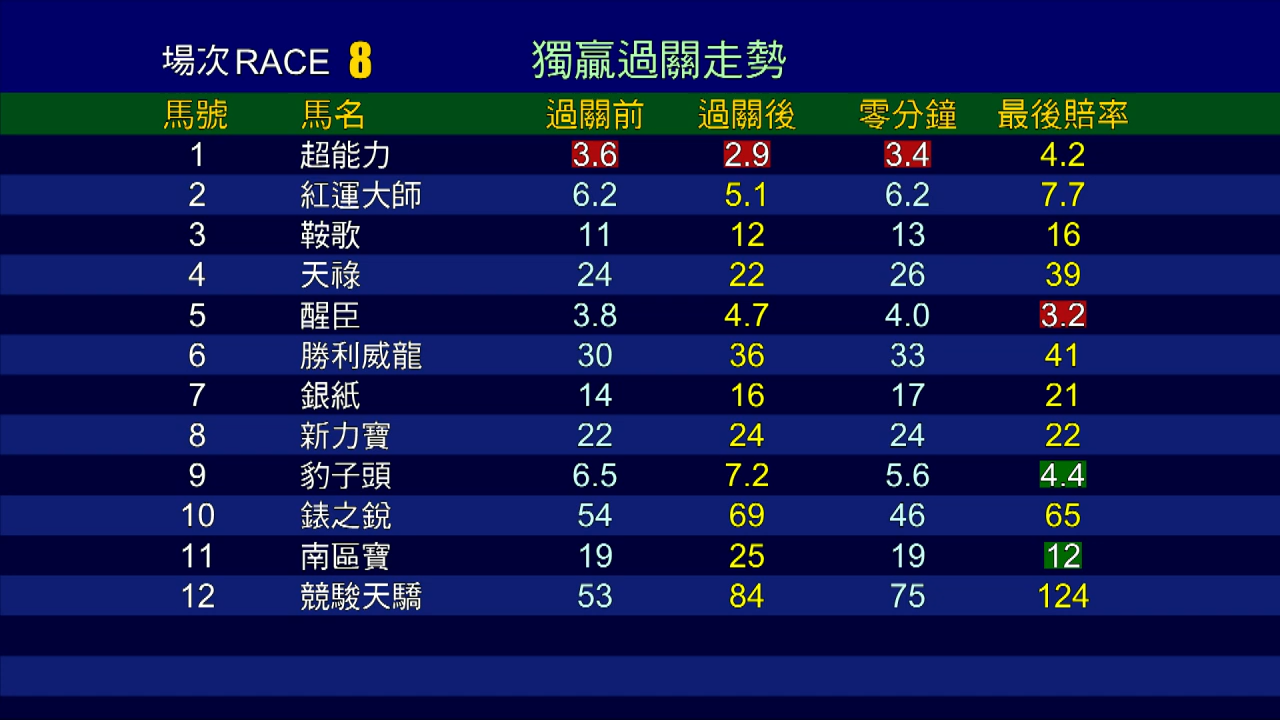 場次RACE 8 獨贏過關走勢
馬號 馬名 過關前 過關後 零分鐘 最後賠率
1 超能力 3.6 2.9 3.4 4.2
2 紅運大師 6.2 5.1 6.2 7.7
3 鞍歌 11 12 13 16
4 天祿 24 22 26 39
5 醒臣 3.8 4.7 4.0 3.2
6 勝利威龍 30 36 33 41
7 銀紙 14 16 17 21
8 新力寶 22 24 24 22
9 豹子頭 6.5 7.2 5.6 4.4
10 錶之銳 54 69 46 65
11 南區寶 19 25 19 12
12 競駿天驕 53 84 75 124